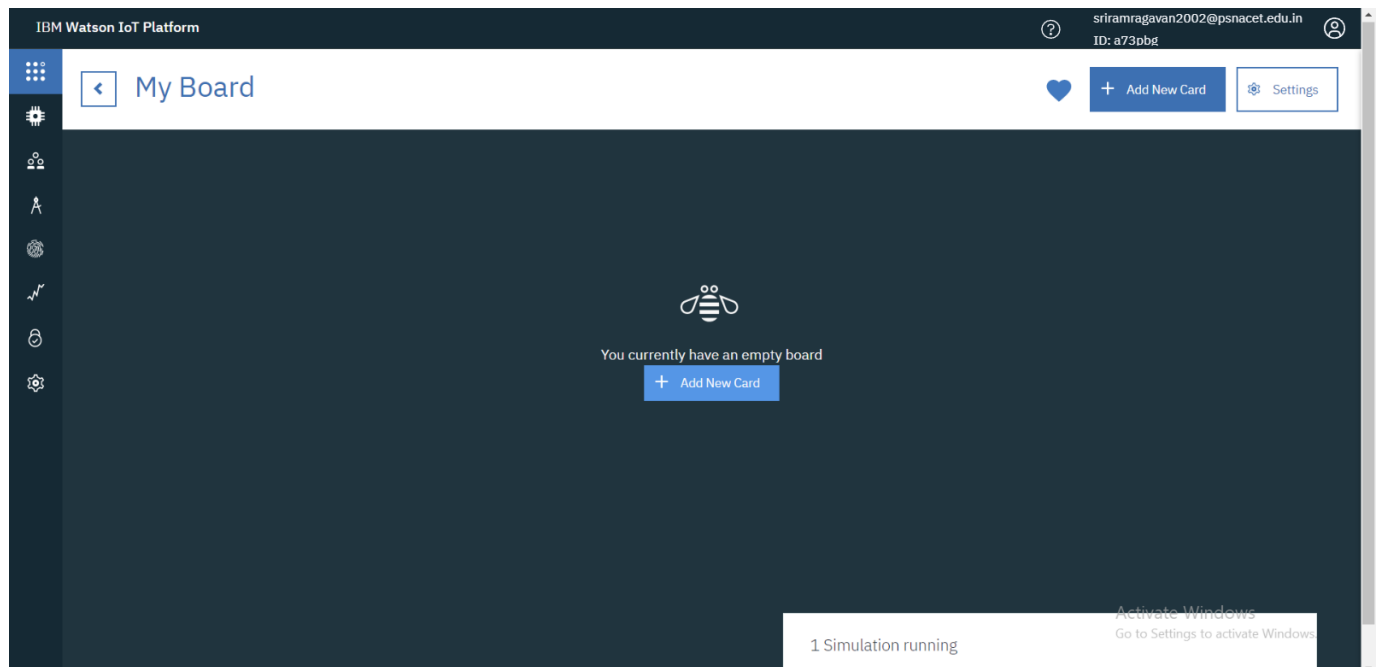 IBM Watson IoT Platform
sriramragavan2002@psnacet.edu.in
ID: a73pbg
My Board
+ Add New Card
Settings
You currently have an empty board
+ Add New Card
1 Simulation running
Activate Windows
Go to Settings to activate Windows.